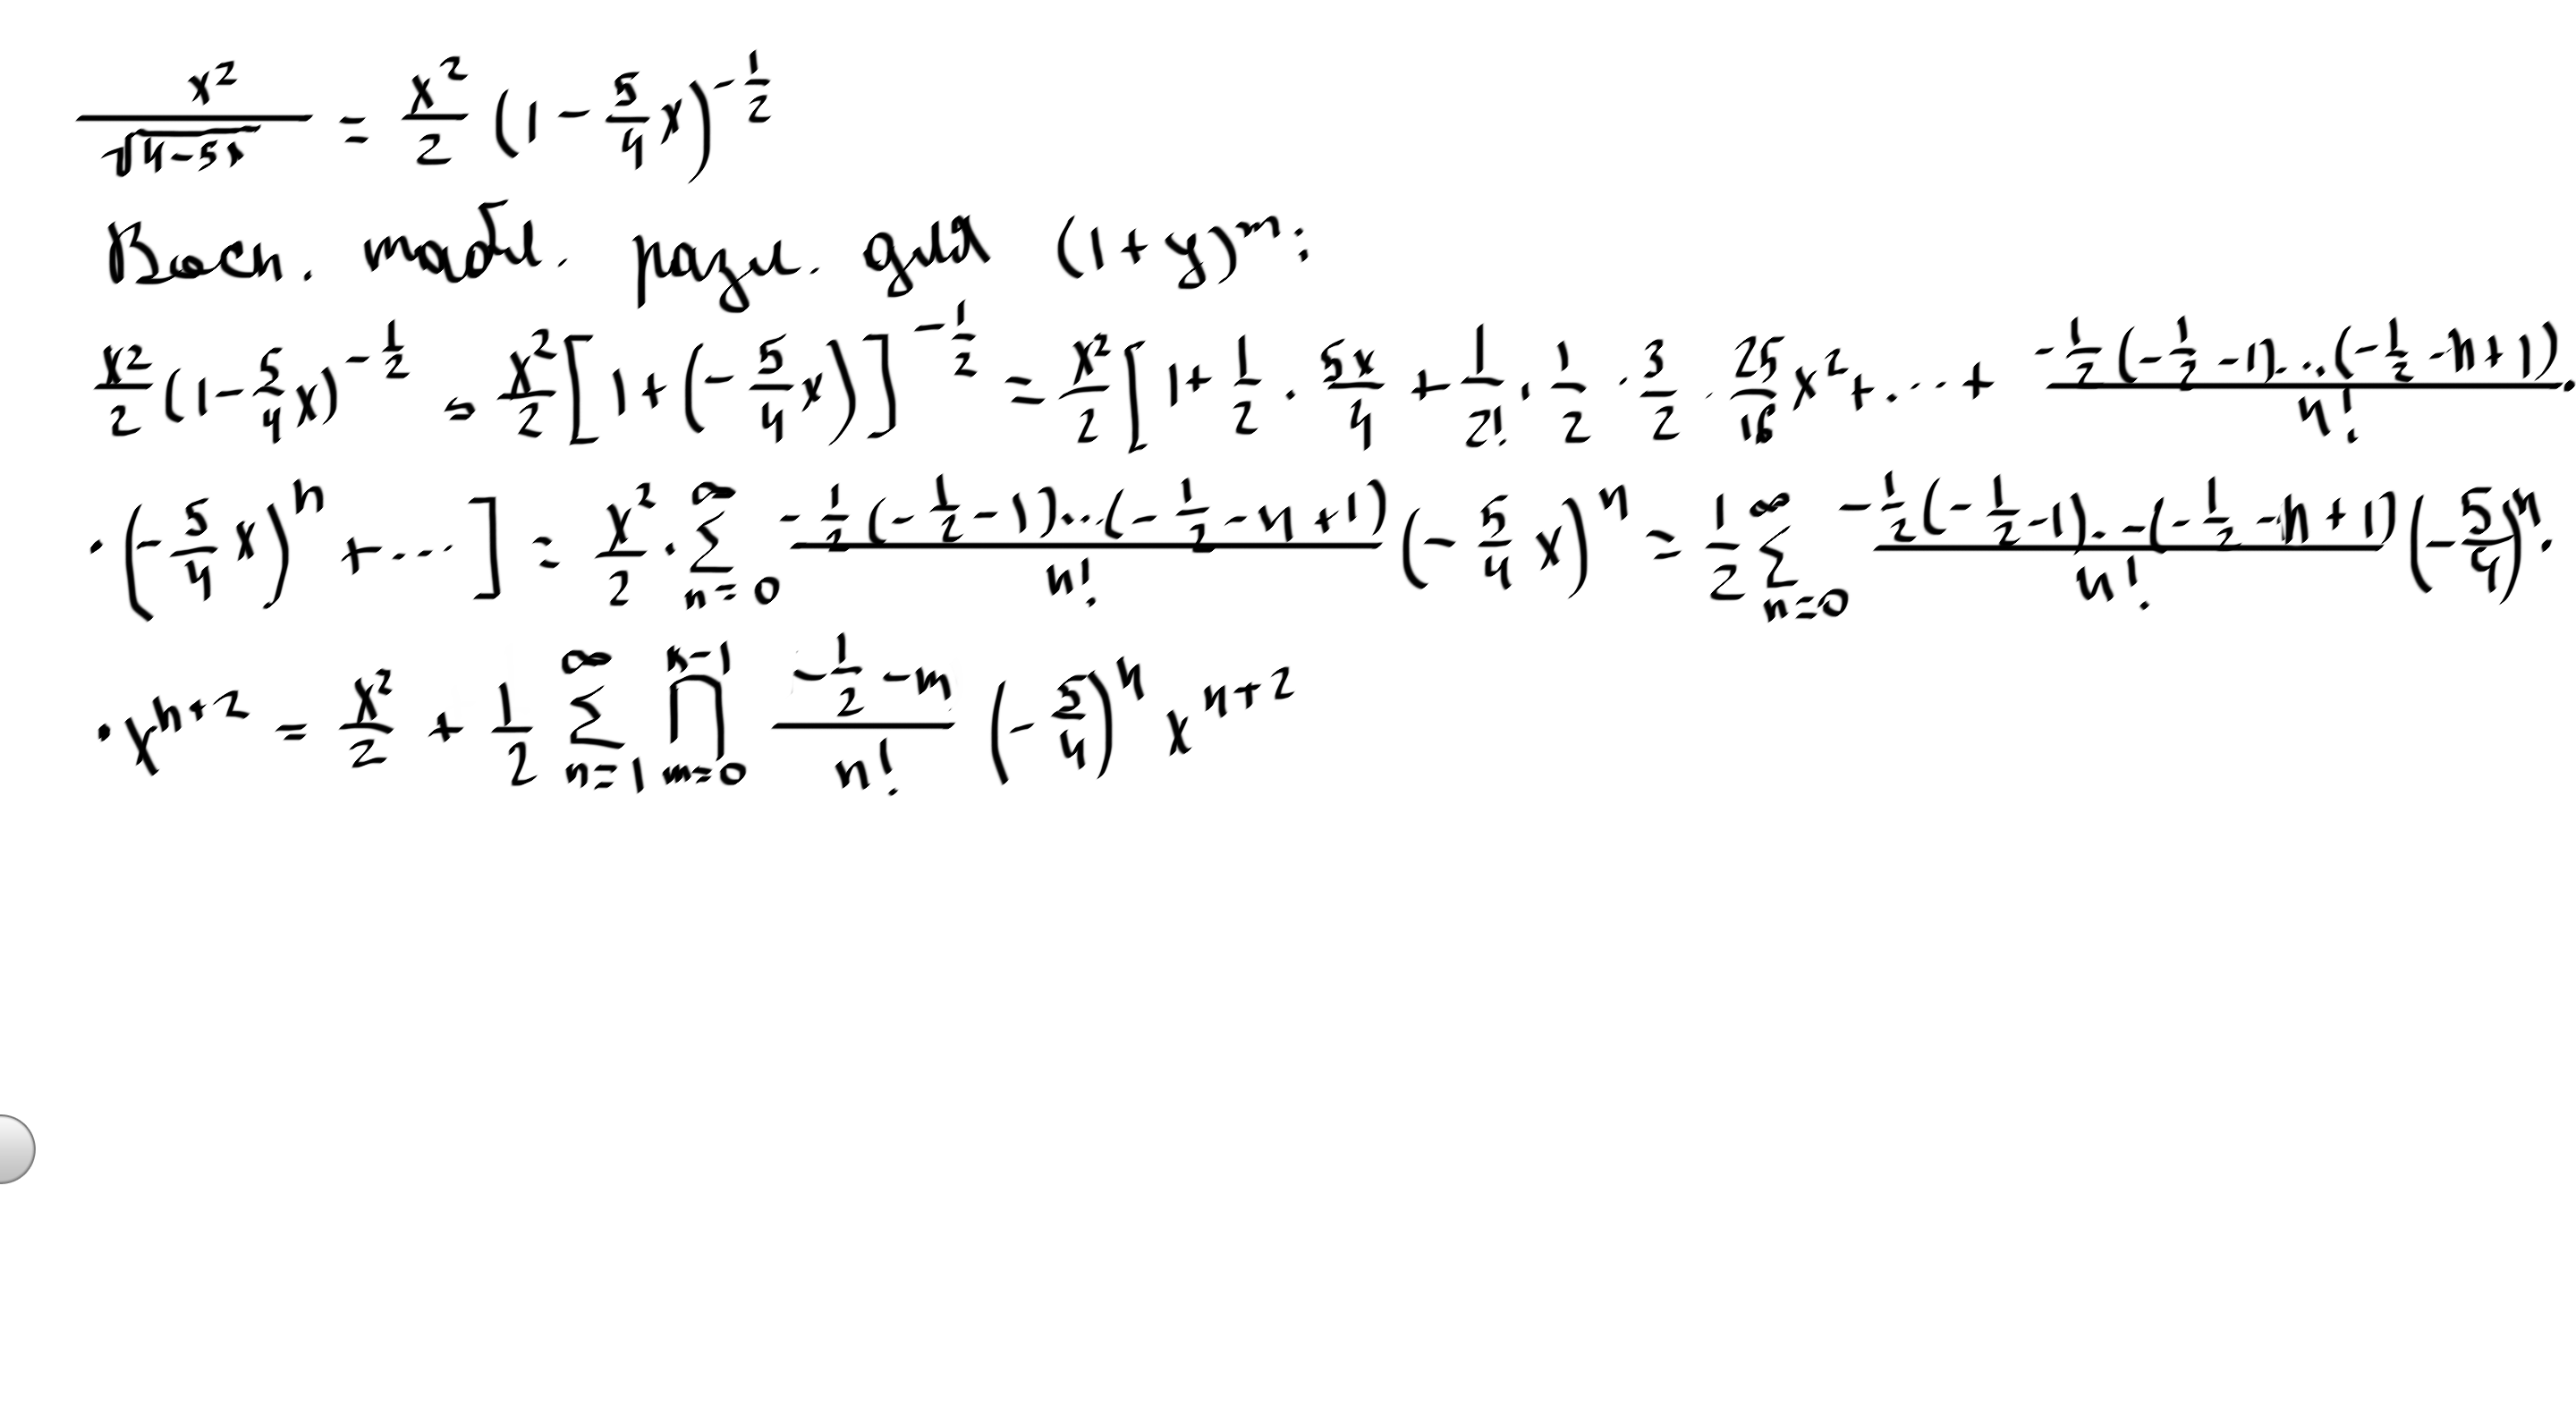 x²/√(4-5x) = x²/2 (1 - 5/4 x)^(-1/2)
Восп. табл. разл. для (1+y)^m:
x²/2 (1 - 5/4 x)^(-1/2) = x²/2 [1 + (-5/4 x)]^(-1/2) = x²/2 [1 + 1/2 · 5x/4 + 1/2! · 1/2 · 3/2 · 25/16 x² + ... + (-1/2(-1/2 - 1)...(-1/2 - n + 1))/n! ·
· (-5/4 x)^n + ...] = x²/2 · ∑_{n=0}^{∞} (-1/2(-1/2 - 1)...(-1/2 - n + 1))/n! (-5/4 x)^n = 1/2 ∑_{n=0}^{∞} (-1/2(-1/2 - 1)...(-1/2 - n + 1))/n! (-5/4)^n ·
· x^(n+2) = x²/2 + 1/2 ∑_{n=1}^{∞} ∏_{m=0}^{n-1} (-1/2 - m)/n! (-5/4)^n x^(n+2)